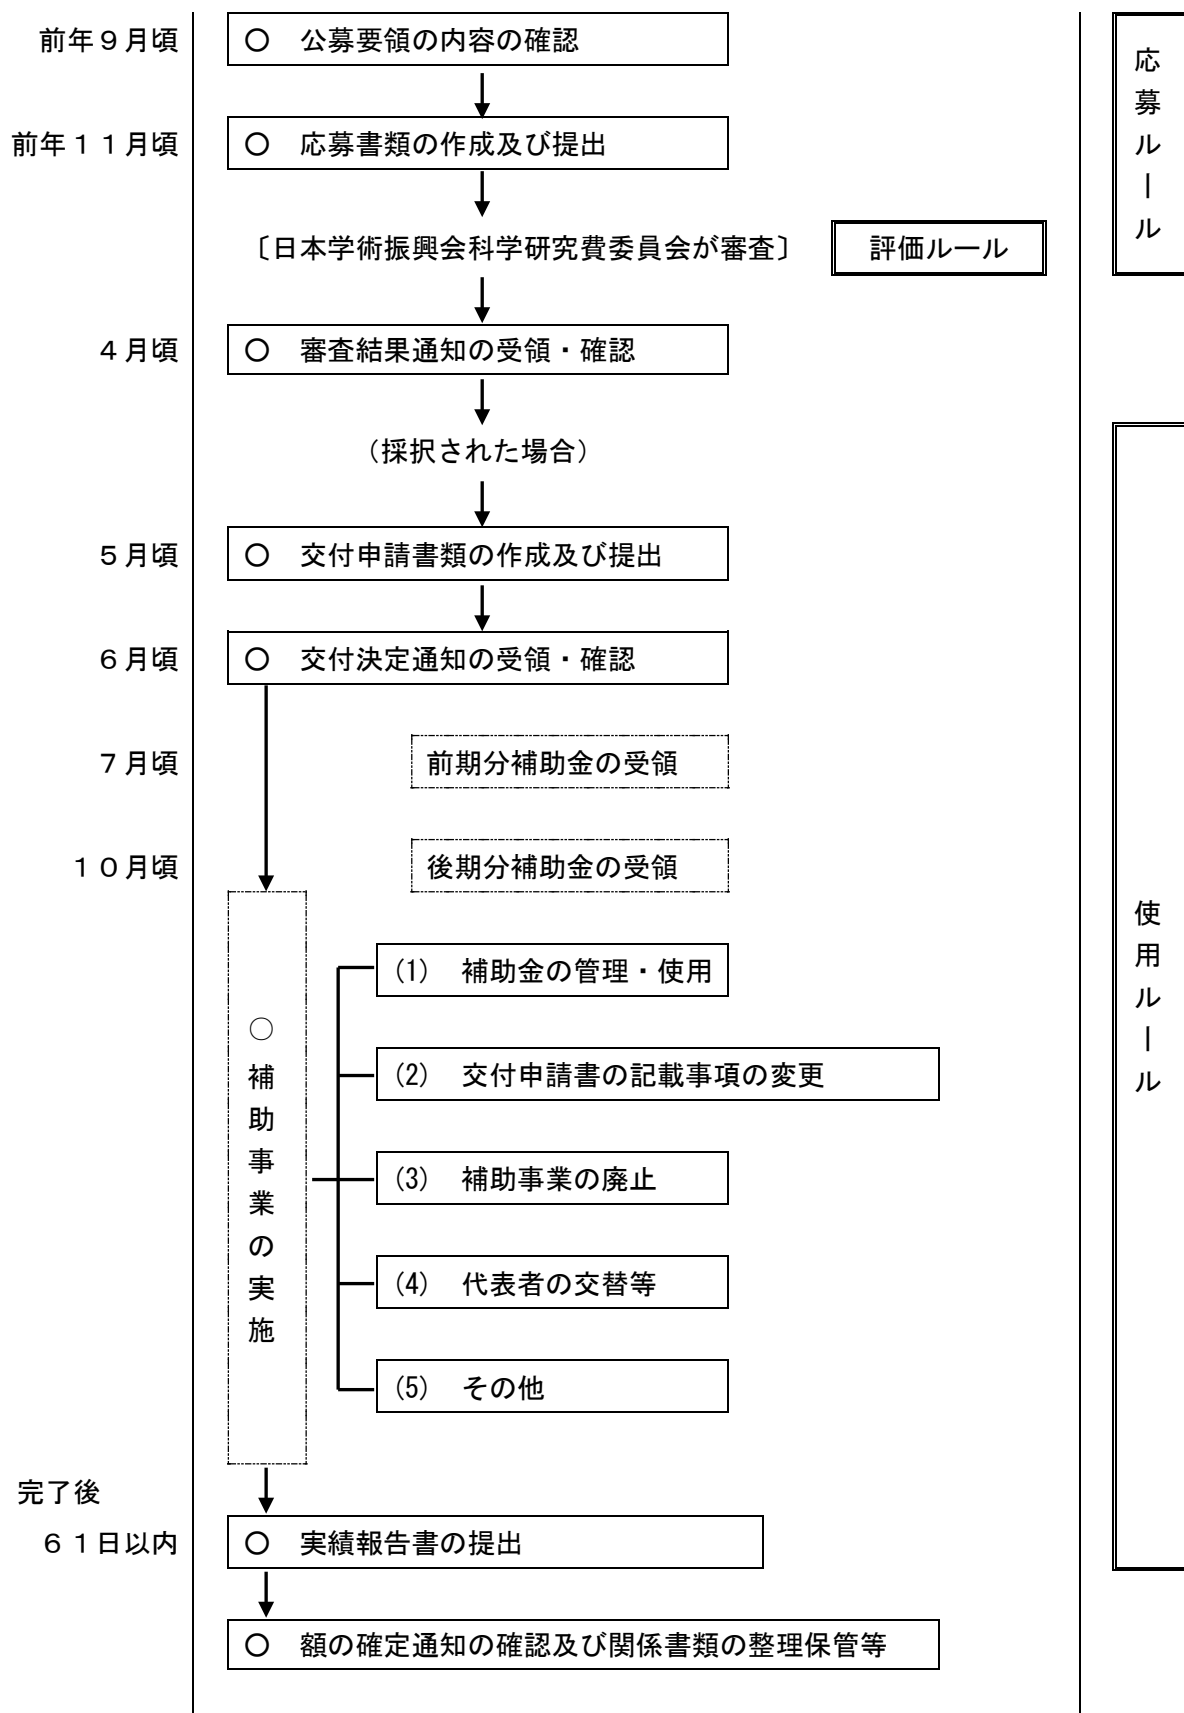 前年９月頃
○　公募要領の内容の確認
前年１１月頃
○　応募書類の作成及び提出
〔日本学術振興会科学研究費委員会が審査〕
評価ルール
応募ルール
４月頃
○　審査結果通知の受領・確認
（採択された場合）
５月頃
○　交付申請書類の作成及び提出
６月頃
○　交付決定通知の受領・確認
７月頃
前期分補助金の受領
１０月頃
後期分補助金の受領
○補助事業の実施
(1)　補助金の管理・使用
(2)　交付申請書の記載事項の変更
(3)　補助事業の廃止
(4)　代表者の交替等
(5)　その他
使用ルール
完了後
６１日以内
○　実績報告書の提出
○　額の確定通知の確認及び関係書類の整理保管等